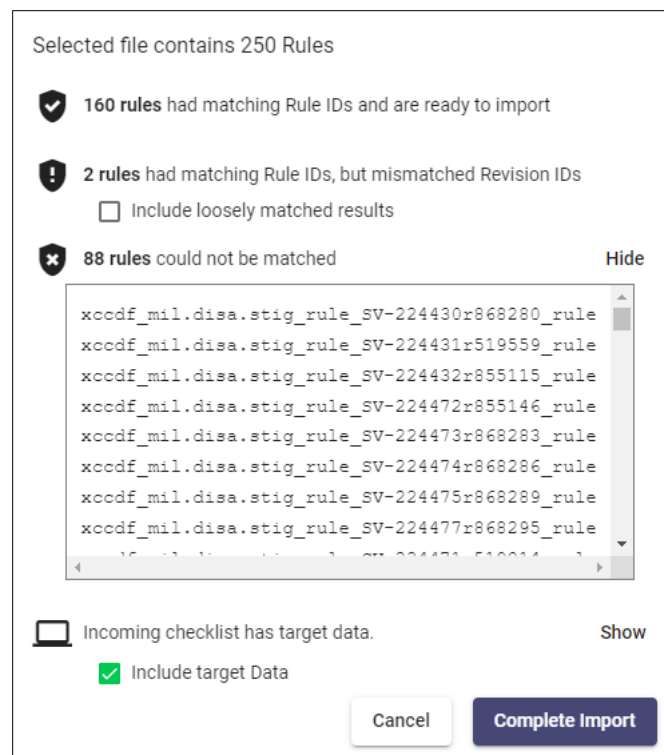 Selected file contains 250 Rules
160 rules had matching Rule IDs and are ready to import
2 rules had matching Rule IDs, but mismatched Revision IDs
Include loosely matched results
88 rules could not be matched Hide
xccdf_mil.disa.stig_rule_SV-224430r868280_rule
xccdf_mil.disa.stig_rule_SV-224431r519559_rule
xccdf_mil.disa.stig_rule_SV-224432r855115_rule
xccdf_mil.disa.stig_rule_SV-224472r855146_rule
xccdf_mil.disa.stig_rule_SV-224473r868283_rule
xccdf_mil.disa.stig_rule_SV-224474r868286_rule
xccdf_mil.disa.stig_rule_SV-224475r868289_rule
xccdf_mil.disa.stig_rule_SV-224477r868295_rule
Incoming checklist has target data. Show
Include target Data
Cancel Complete Import